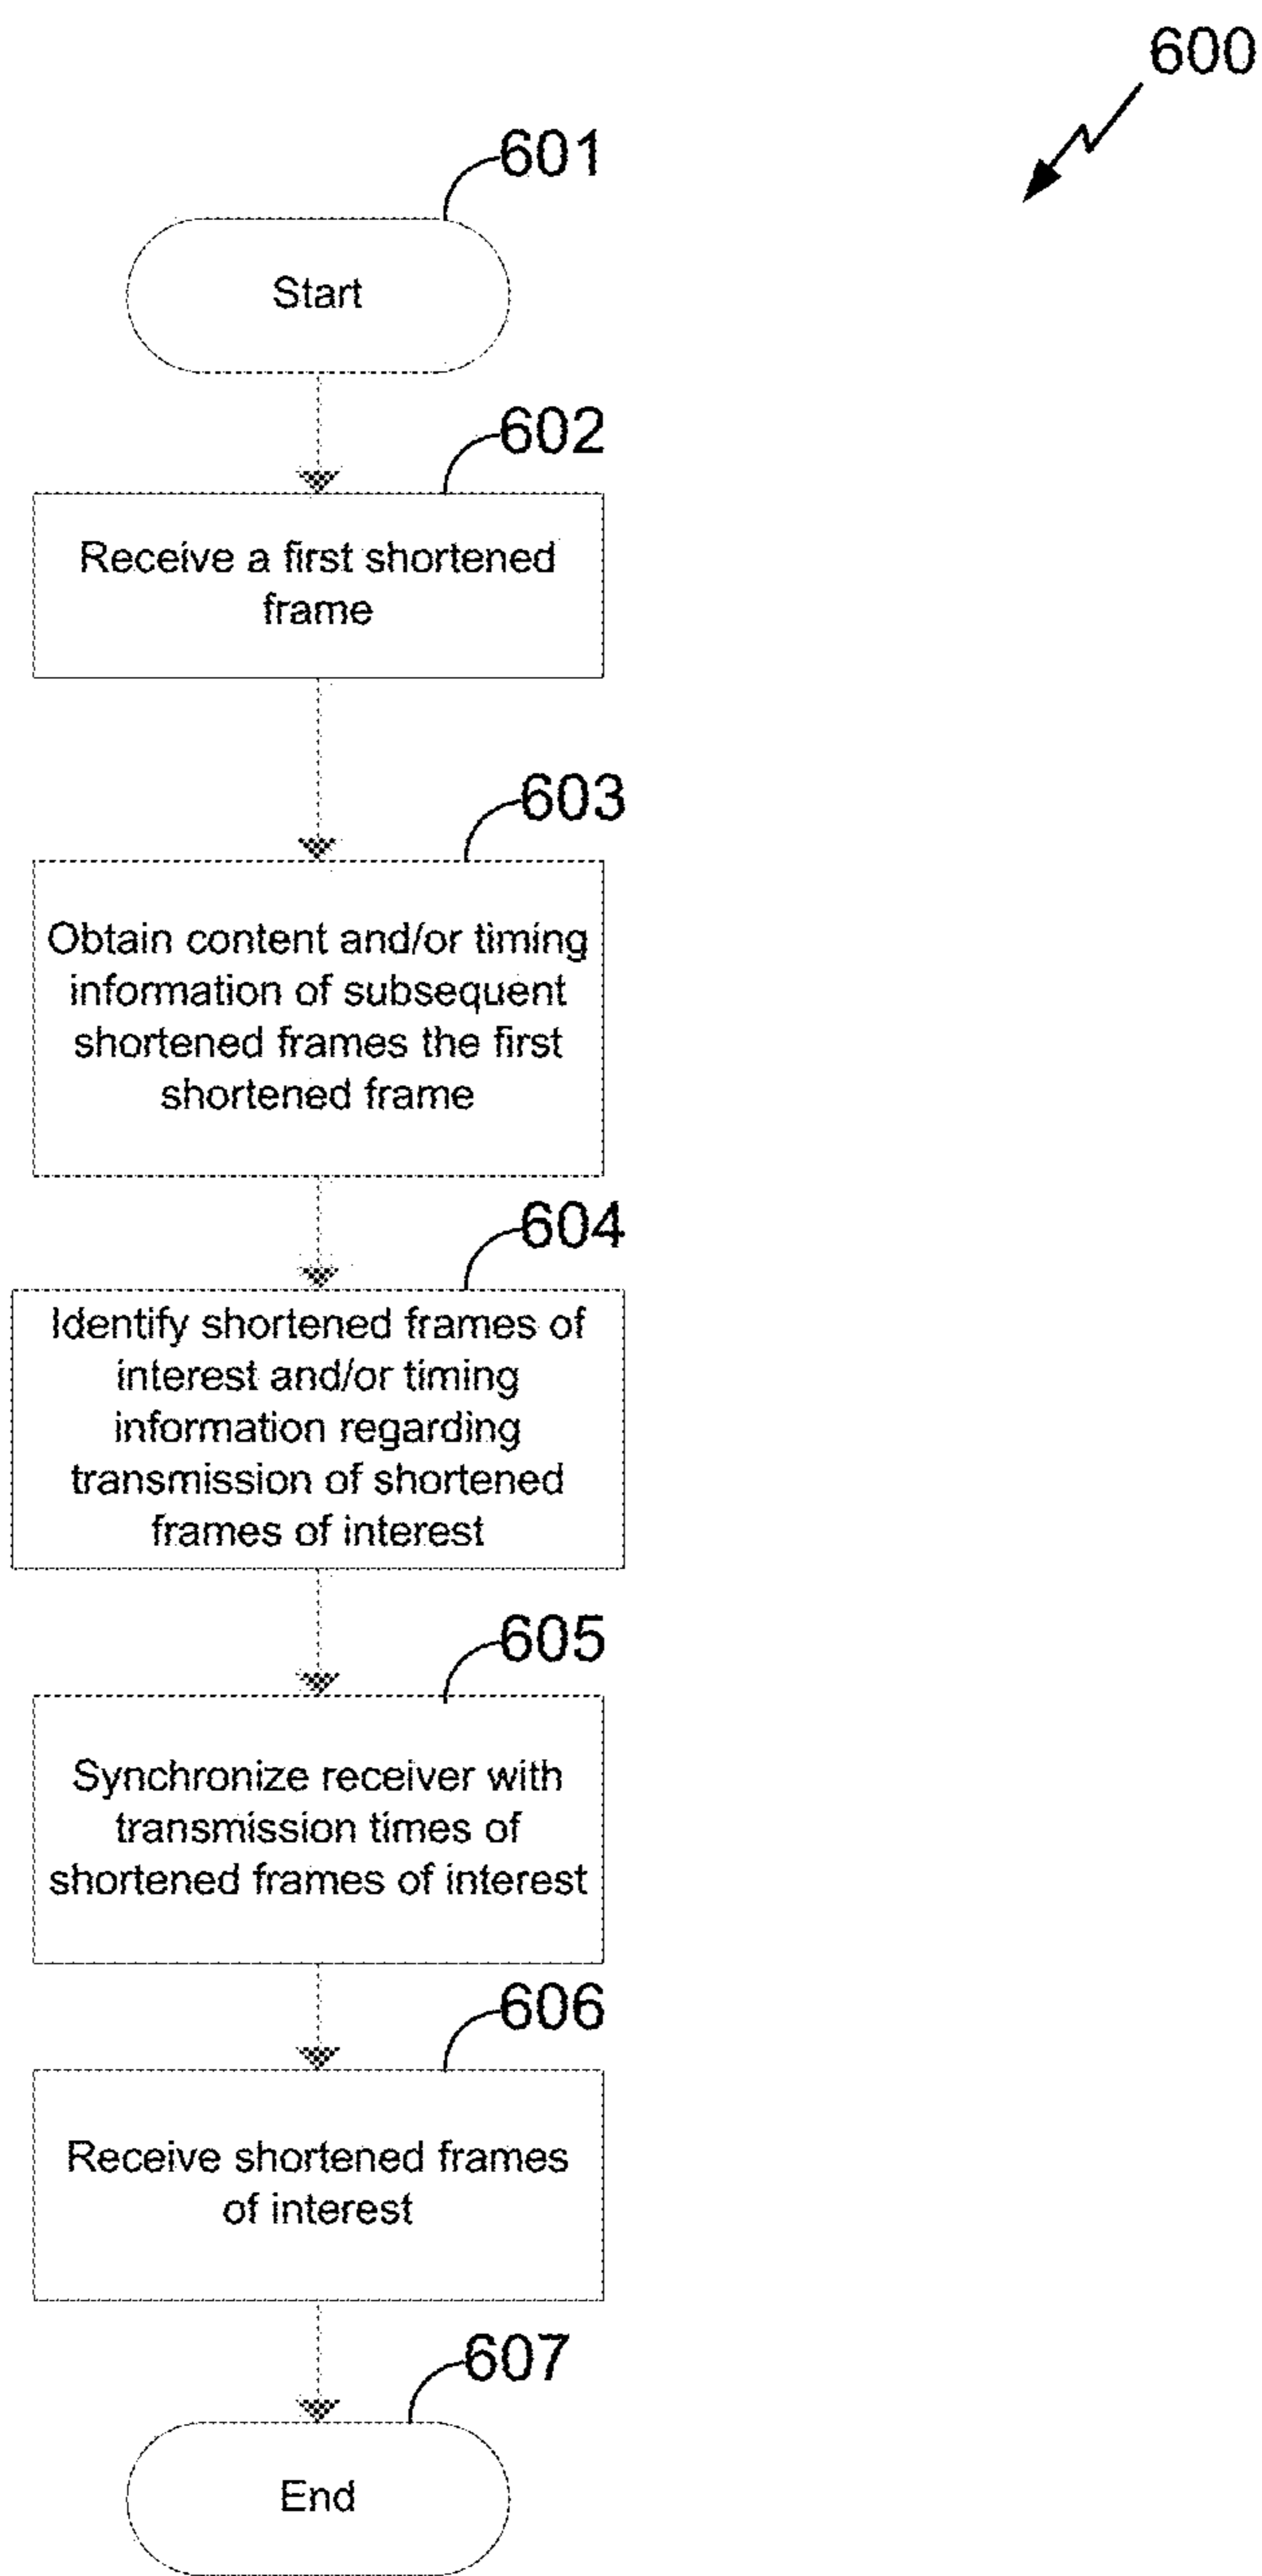 600
601
Start
602
Receive a first shortened
frame
603
Obtain content and/or timing
information of subsequent
shortened frames the first
shortened frame
604
Identify shortened frames of
interest and/or timing
information regarding
transmission of shortened
frames of interest
605
Synchronize receiver with
transmission times of
shortened frames of interest
606
Receive shortened frames
of interest
607
End